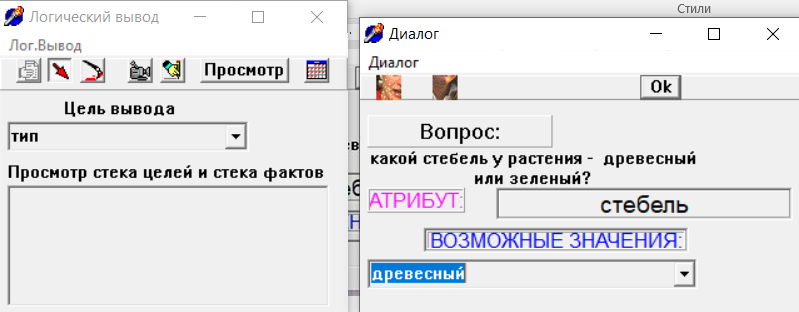 Стили
Логический вывод
Лог.Вывод
Просмотр
Цель вывода
тип
Просмотр стека целей и стека фактов
Диалог
Диалог
Ok
Вопрос:
какой стебель у растения - древесный
или зеленый?
АТРИБУТ:
стебель
ВОЗМОЖНЫЕ ЗНАЧЕНИЯ:
древесный